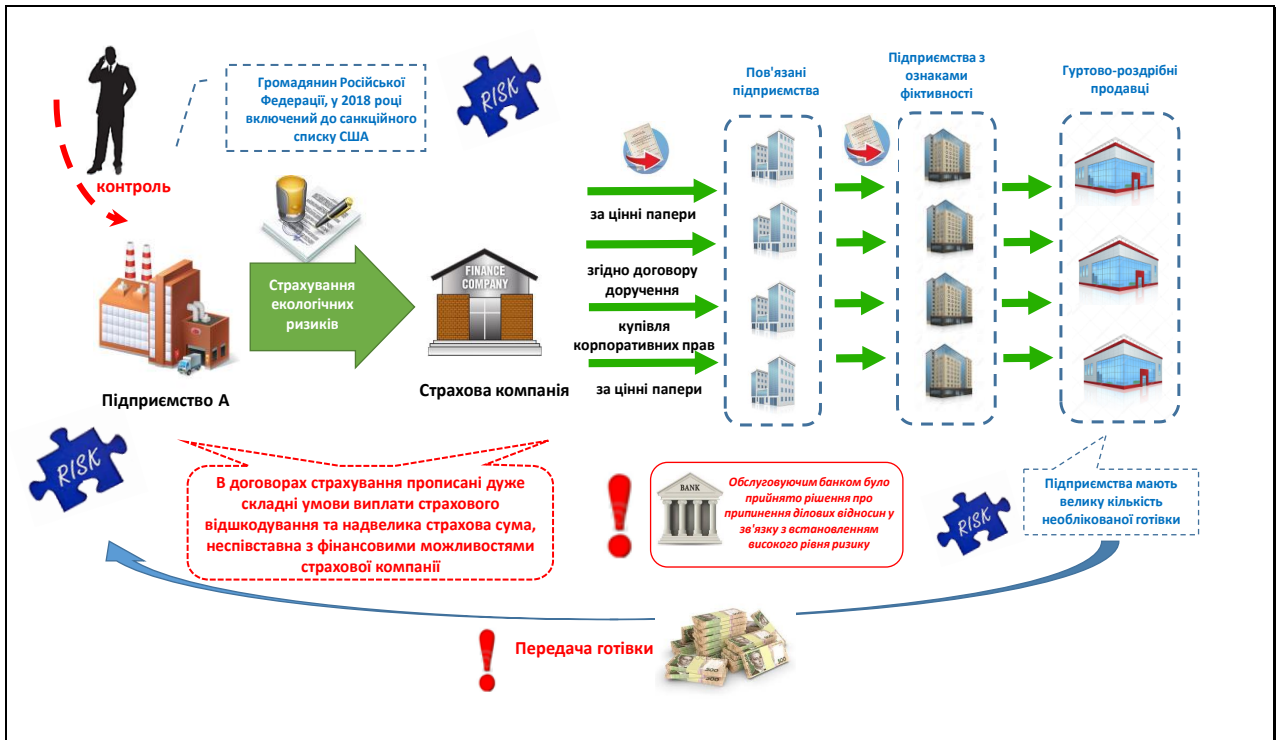 Громадянин Російської
Федерації, у 2018 році
включений до санкційного
списку США
RISK
контроль
Пов'язані
підприємства
Підприємства з
ознаками
фіктивності
Гуртово-роздрібні
продавці
Страхування
екологічних
ризиків
FINANCE
COMPANY
за цінні папери
згідно договору
доручення
купівля
корпоративних прав
за цінні папери
Підприємство А
Страхова компанія
RISK
В договорах страхування прописані дуже
складні умови виплати страхового
відшкодування та надвелика страхова сума,
неспівставна з фінансовими можливостями
страхової компанії
BANK
Обслуговуючим банком було
прийнято рішення про
припинення ділових відносин у
зв'язку з встановленням
високого рівня ризику
RISK
Підприємства мають
велику кількість
необлікованої готівки
Передача готівки
500
500
500